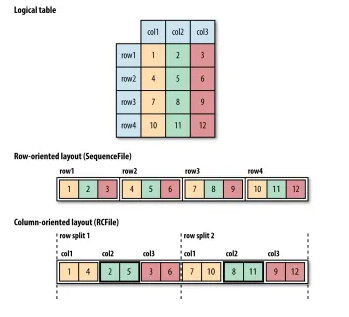 Logical table
col1 col2 col3
row1 1 2 3
row2 4 5 6
row3 7 8 9
row4 10 11 12
Row-oriented layout (SequenceFile)
row1 row2 row3 row4
1 2 3 4 5 6 7 8 9 10 11 12
Column-oriented layout (RCFile)
row split 1 row split 2
col1 col2 col3 col1 col2 col3
1 4 2 5 3 6 7 10 8 11 9 12